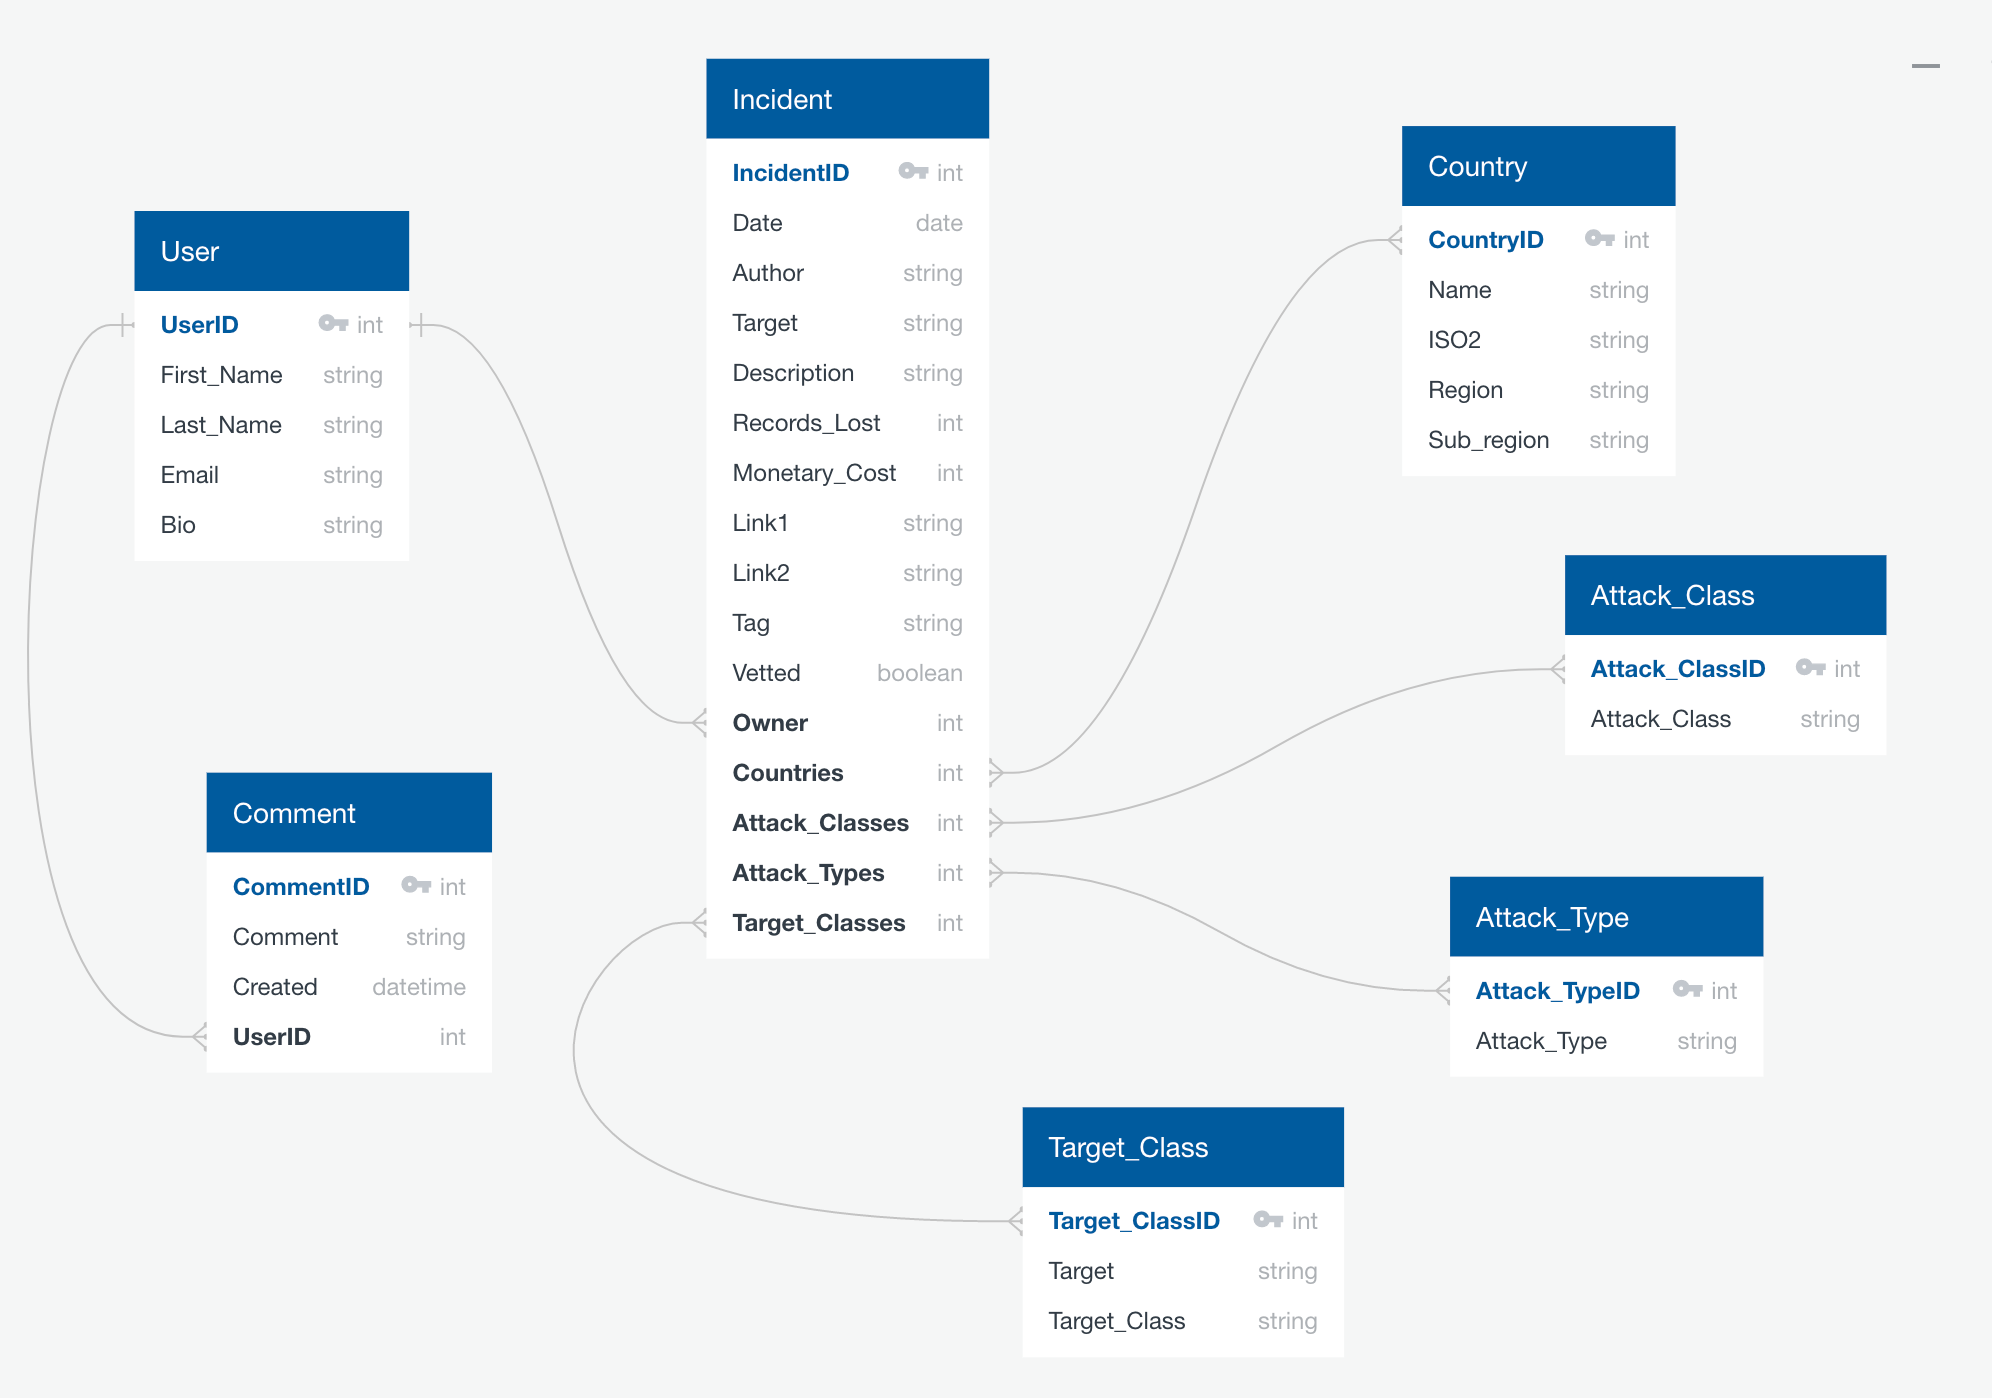 User
UserID int
First_Name string
Last_Name string
Email string
Bio string
Comment
CommentID int
Comment string
Created datetime
UserID int
Incident
IncidentID int
Date date
Author string
Target string
Description string
Records_Lost int
Monetary_Cost int
Link1 string
Link2 string
Tag string
Vetted boolean
Owner int
Countries int
Attack_Classes int
Attack_Types int
Target_Classes int
Country
CountryID int
Name string
ISO2 string
Region string
Sub_region string
Attack_Class
Attack_ClassID int
Attack_Class string
Attack_Type
Attack_TypeID int
Attack_Type string
Target_Class
Target_ClassID int
Target string
Target_Class string